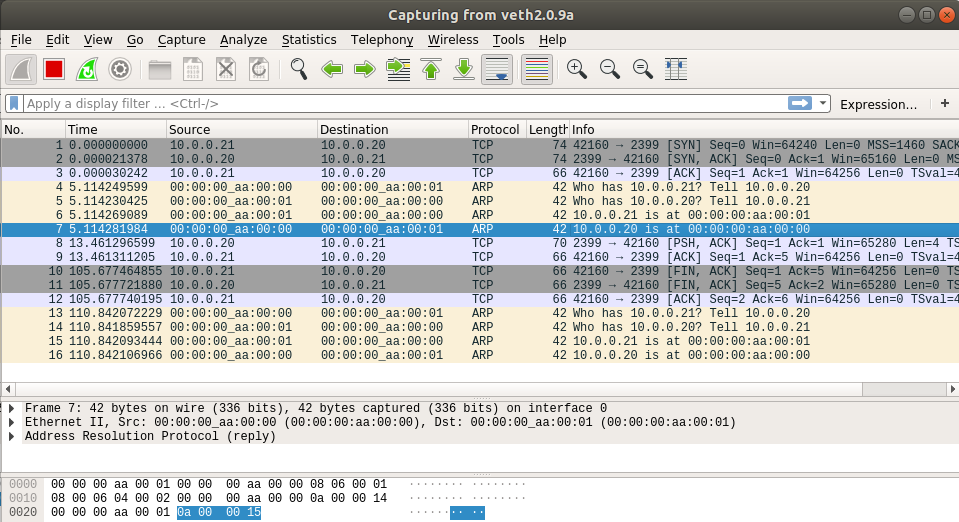 Capturing from veth2.0.9a
File Edit View Go Capture Analyze Statistics Telephony Wireless Tools Help
Apply a display filter ... <Ctrl-/> Expression... +
No. Time Source Destination Protocol Length Info
1 0.000000000 10.0.0.21 10.0.0.20 TCP 74 42160 → 2399 [SYN] Seq=0 Win=64240 Len=0 MSS=1460 SACK
2 0.000021378 10.0.0.20 10.0.0.21 TCP 74 2399 → 42160 [SYN, ACK] Seq=0 Ack=1 Win=65160 Len=0 MS
3 0.000030242 10.0.0.21 10.0.0.20 TCP 66 42160 → 2399 [ACK] Seq=1 Ack=1 Win=64256 Len=0 TSval=4
4 5.114249599 00:00:00_aa:00:00 00:00:00_aa:00:01 ARP 42 Who has 10.0.0.21? Tell 10.0.0.20
5 5.114230425 00:00:00_aa:00:01 00:00:00_aa:00:00 ARP 42 Who has 10.0.0.20? Tell 10.0.0.21
6 5.114269089 00:00:00_aa:00:01 00:00:00_aa:00:00 ARP 42 10.0.0.21 is at 00:00:00:aa:00:01
7 5.114281984 00:00:00_aa:00:00 00:00:00_aa:00:01 ARP 42 10.0.0.20 is at 00:00:00:aa:00:00
8 13.461296599 10.0.0.20 10.0.0.21 TCP 70 2399 → 42160 [PSH, ACK] Seq=1 Ack=1 Win=65280 Len=4 T
9 13.461311205 10.0.0.21 10.0.0.20 TCP 66 42160 → 2399 [ACK] Seq=1 Ack=5 Win=64256 Len=0 TSval=4
10 105.677464855 10.0.0.21 10.0.0.20 TCP 66 42160 → 2399 [FIN, ACK] Seq=1 Ack=5 Win=64256 Len=0 TS
11 105.677721880 10.0.0.20 10.0.0.21 TCP 66 2399 → 42160 [FIN, ACK] Seq=5 Ack=2 Win=65280 Len=0 TS
12 105.677740195 10.0.0.21 10.0.0.20 TCP 66 42160 → 2399 [ACK] Seq=2 Ack=6 Win=64256 Len=0 TSval=4
13 110.842072229 00:00:00_aa:00:00 00:00:00_aa:00:01 ARP 42 Who has 10.0.0.21? Tell 10.0.0.20
14 110.841859557 00:00:00_aa:00:01 00:00:00_aa:00:00 ARP 42 Who has 10.0.0.20? Tell 10.0.0.21
15 110.842093444 00:00:00_aa:00:01 00:00:00_aa:00:00 ARP 42 10.0.0.21 is at 00:00:00:aa:00:01
16 110.842106966 00:00:00_aa:00:00 00:00:00_aa:00:01 ARP 42 10.0.0.20 is at 00:00:00:aa:00:00
Frame 7: 42 bytes on wire (336 bits), 42 bytes captured (336 bits) on interface 0
Ethernet II, Src: 00:00:00_aa:00:00 (00:00:00:aa:00:00), Dst: 00:00:00_aa:00:01 (00:00:00:aa:00:01)
Address Resolution Protocol (reply)
0000 00 00 00 aa 00 01 00 00 00 aa 00 00 08 06 00 01 ········ ········
0010 08 00 06 04 00 02 00 00 00 aa 00 00 0a 00 00 14 ········ ········
0020 00 00 00 aa 00 01 0a 00 00 15 ········ ··